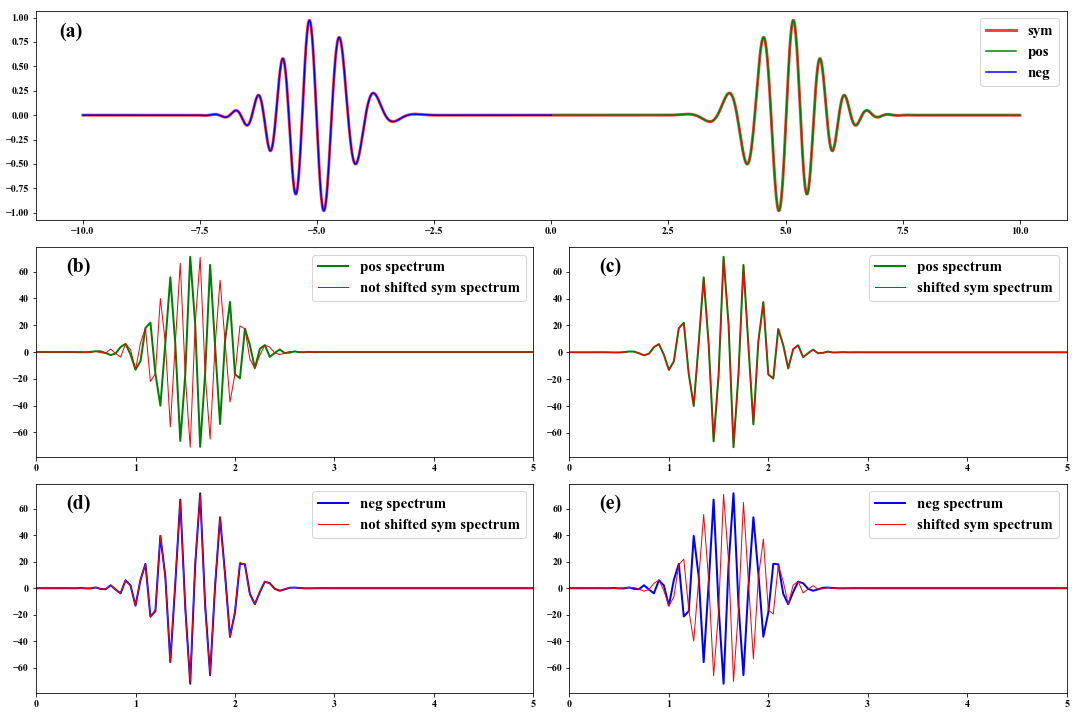 (a)
sym
pos
neg
1.00
0.75
0.50
0.25
0.00
−0.25
−0.50
−0.75
−1.00
−10.0 −7.5 −5.0 −2.5 0.0 2.5 5.0 7.5 10.0
(b)
pos spectrum
not shifted sym spectrum
60
40
20
0
−20
−40
−60
0 1 2 3 4 5
(c)
pos spectrum
shifted sym spectrum
60
40
20
0
−20
−40
−60
0 1 2 3 4 5
(d)
neg spectrum
not shifted sym spectrum
60
40
20
0
−20
−40
−60
0 1 2 3 4 5
(e)
neg spectrum
shifted sym spectrum
60
40
20
0
−20
−40
−60
0 1 2 3 4 5